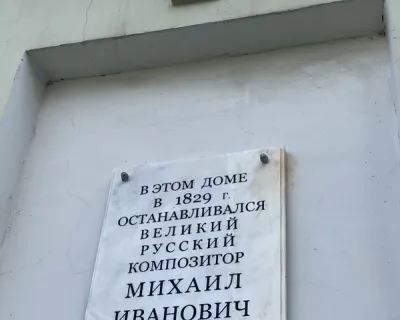 В ЭТОМ ДОМЕ
В 1829 г.
ОСТАНАВЛИВАЛСЯ
ВЕЛИКИЙ
РУССКИЙ
КОМПОЗИТОР
МИХАИЛ
ИВАНОВИЧ